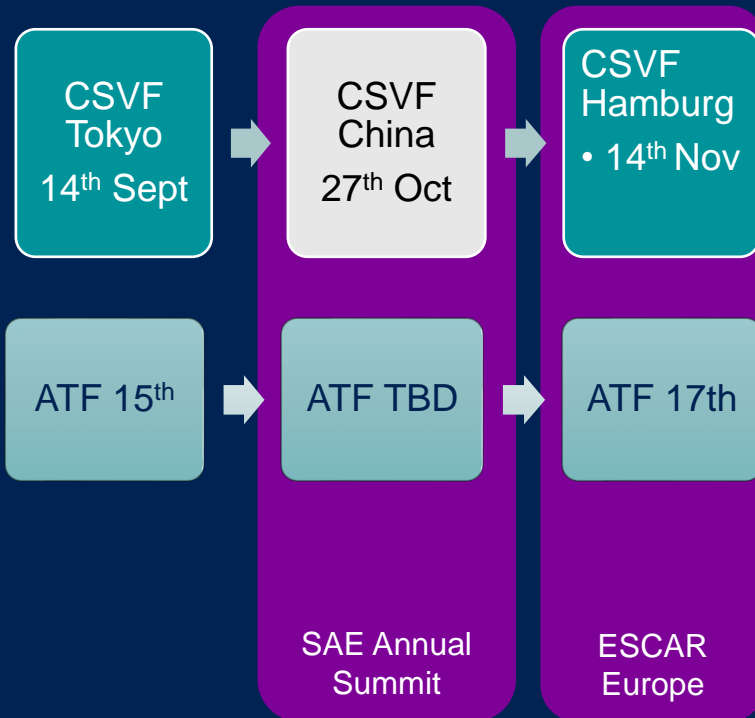 CSVF
Tokyo
14th Sept
CSVF
China
27th Oct
CSVF
Hamburg
• 14th Nov
ATF 15th
ATF TBD
ATF 17th
SAE Annual
Summit
ESCAR
Europe